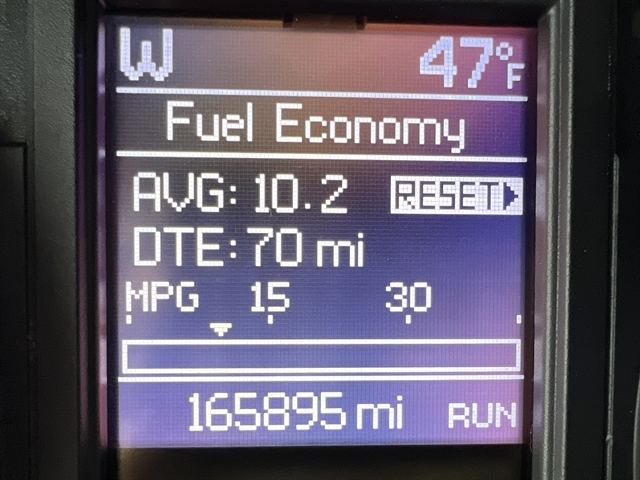 W 47°F
Fuel Economy
AVG: 10.2 RESET
DTE: 70 mi
MPG 15 30
165895 mi RUN